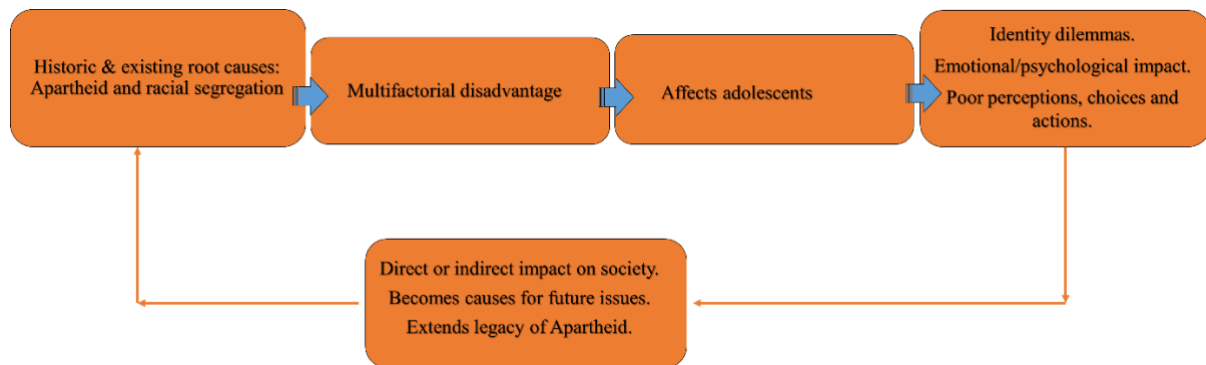 Historic & existing root causes:
Apartheid and racial segregation
Multifactorial disadvantage
Affects adolescents
Identity dilemmas.
Emotional/psychological impact.
Poor perceptions, choices and
actions.
Direct or indirect impact on society.
Becomes causes for future issues.
Extends legacy of Apartheid.